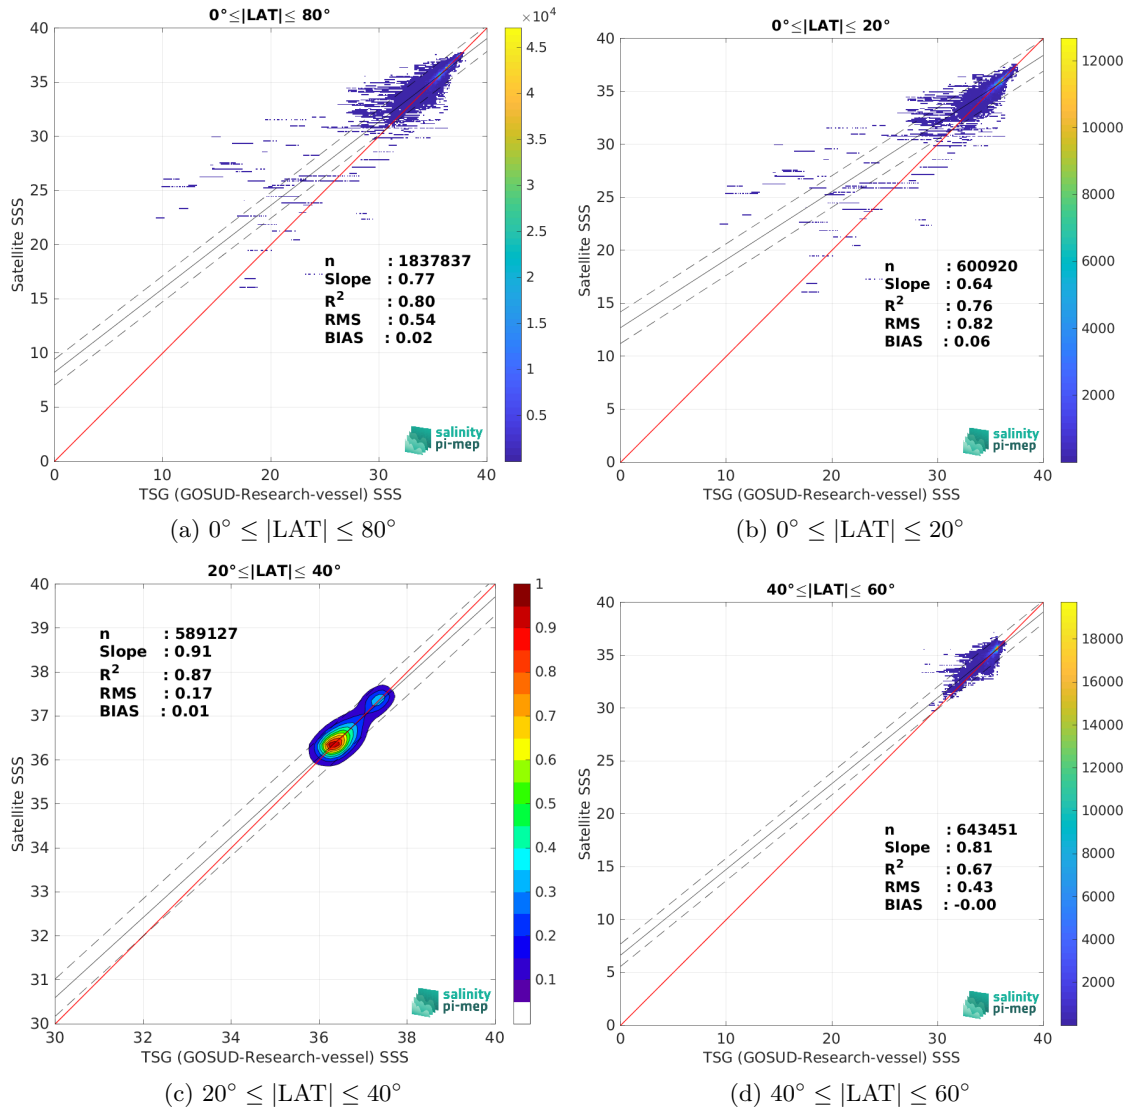 0°≤|LAT|≤ 80°
×10⁴
Satellite SSS
40
35
30
25
20
15
10
5
0
0
10
20
30
40
TSG (GOSUD-Research-vessel) SSS
n : 1837837
Slope : 0.77
R² : 0.80
RMS : 0.54
BIAS : 0.02
salinity
pi-mep
4.5
4
3.5
3
2.5
2
1.5
1
0.5
(a) 0° ≤ |LAT| ≤ 80°
0°≤|LAT|≤ 20°
Satellite SSS
40
35
30
25
20
15
10
5
0
0
10
20
30
40
TSG (GOSUD-Research-vessel) SSS
n : 600920
Slope : 0.64
R² : 0.76
RMS : 0.82
BIAS : 0.06
salinity
pi-mep
12000
10000
8000
6000
4000
2000
(b) 0° ≤ |LAT| ≤ 20°
20°≤|LAT|≤ 40°
Satellite SSS
40
39
38
37
36
35
34
33
32
31
30
30
32
34
36
38
40
TSG (GOSUD-Research-vessel) SSS
n : 589127
Slope : 0.91
R² : 0.87
RMS : 0.17
BIAS : 0.01
salinity
pi-mep
1
0.9
0.8
0.7
0.6
0.5
0.4
0.3
0.2
0.1
(c) 20° ≤ |LAT| ≤ 40°
40°≤|LAT|≤ 60°
Satellite SSS
40
35
30
25
20
15
10
5
0
0
10
20
30
40
TSG (GOSUD-Research-vessel) SSS
n : 643451
Slope : 0.81
R² : 0.67
RMS : 0.43
BIAS : -0.00
salinity
pi-mep
18000
16000
14000
12000
10000
8000
6000
4000
2000
(d) 40° ≤ |LAT| ≤ 60°